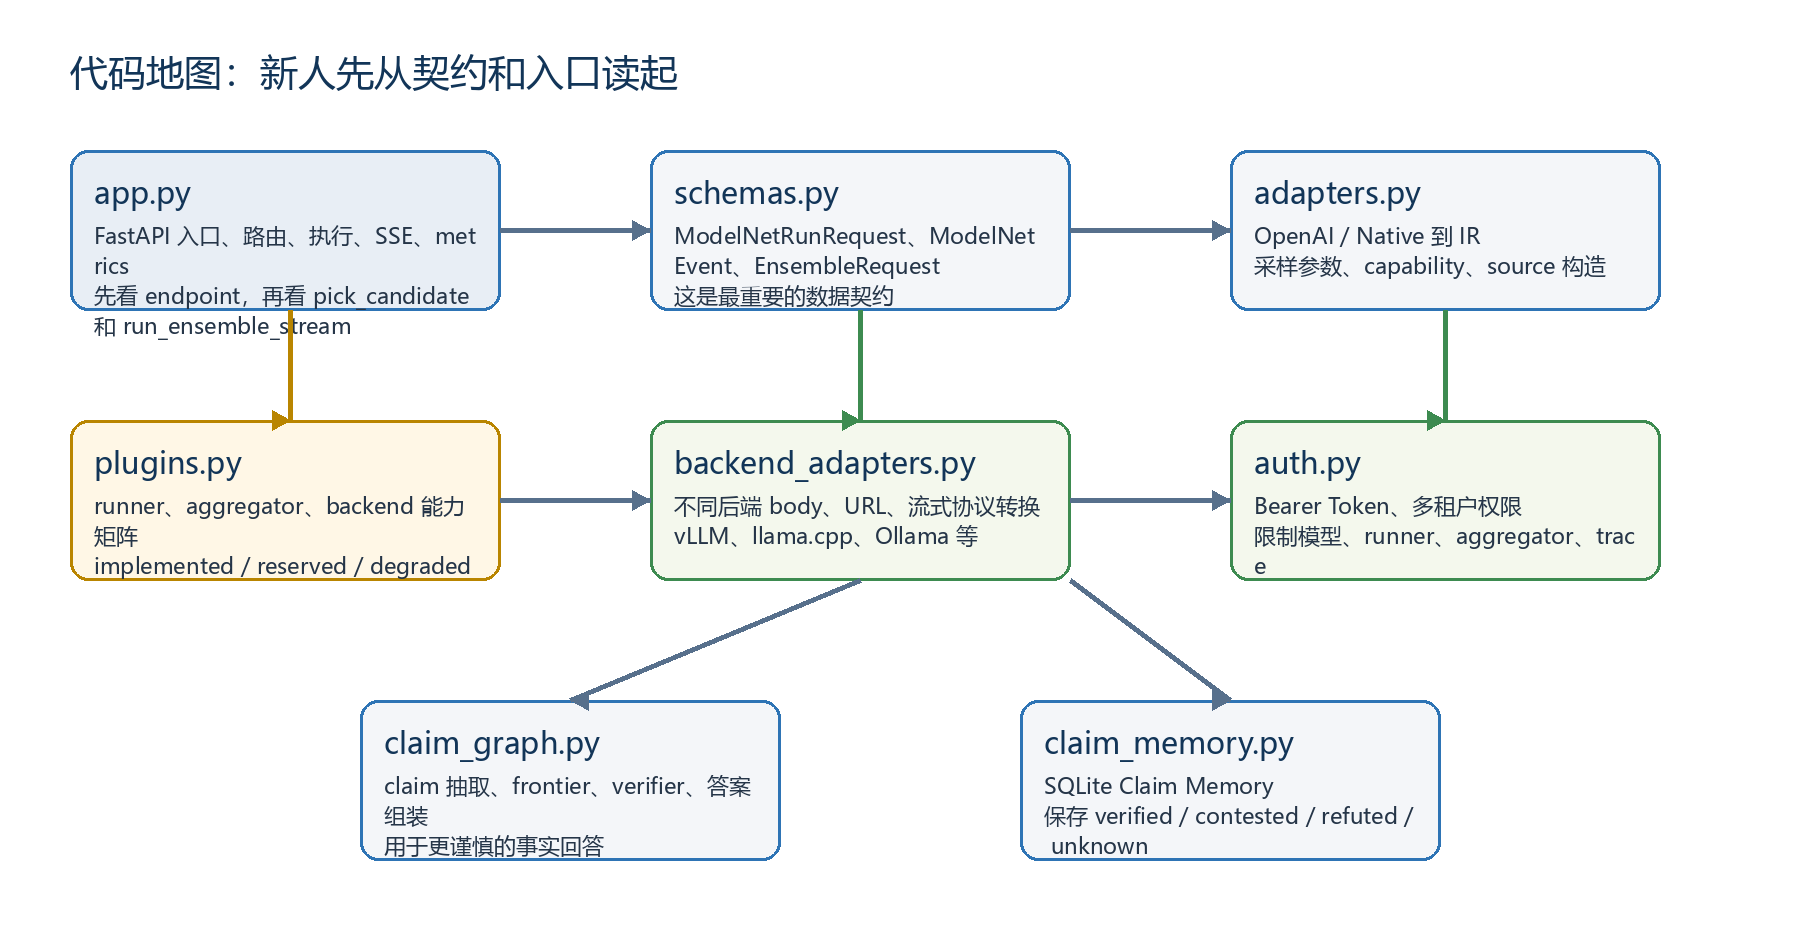 代码地图：新人先从契约和入口读起
app.py
FastAPI 入口、路由、执行、SSE、met
rics
先看 endpoint，再看 pick_candidate
和 run_ensemble_stream
schemas.py
ModelNetRunRequest、ModelNet
Event、EnsembleRequest
这是最重要的数据契约
adapters.py
OpenAI / Native 到 IR
采样参数、capability、source 构造
plugins.py
runner、aggregator、backend 能力
矩阵
implemented / reserved / degraded
backend_adapters.py
不同后端 body、URL、流式协议转换
vLLM、llama.cpp、Ollama 等
auth.py
Bearer Token、多租户权限
限制模型、runner、aggregator、trac
e
claim_graph.py
claim 抽取、frontier、verifier、答案
组装
用于更谨慎的事实回答
claim_memory.py
SQLite Claim Memory
保存 verified / contested / refuted /
unknown